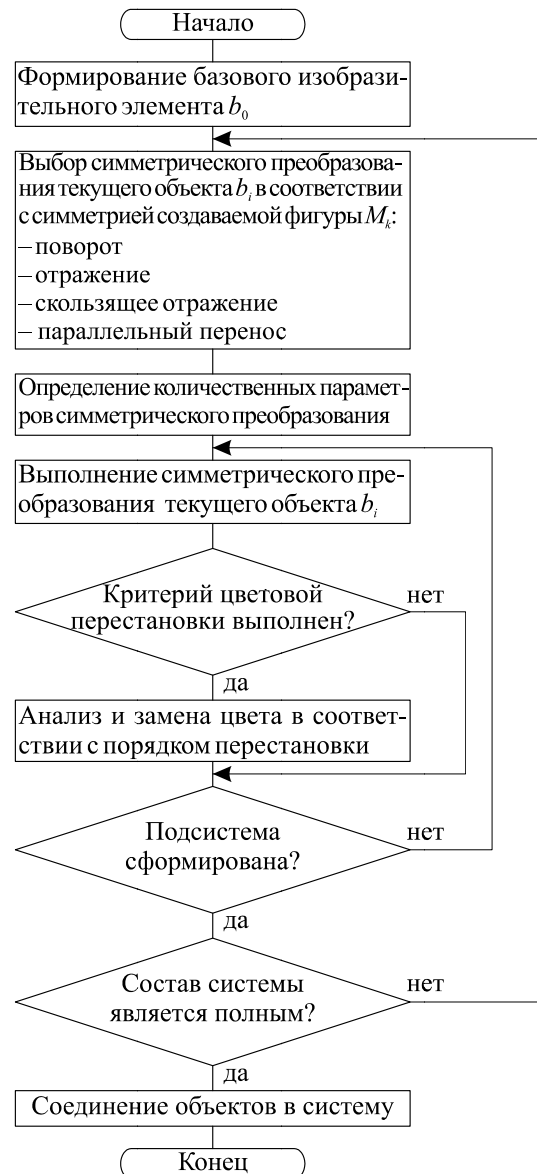 Начало
Формирование базового изобрази-
тельного элемента b₀
Выбор симметрического преобразова-
ния текущего объекта bᵢ в соответствии
с симметрией создаваемой фигуры Mₖ:
– поворот
– отражение
– скользящее отражение
– параллельный перенос
Определение количественных парамет-
ров симметрического преобразования
Выполнение симметрического пре-
образования текущего объекта bᵢ
Критерий цветовой
перестановки выполнен?
нет
да
Анализ и замена цвета в соответ-
ствии с порядком перестановки
Подсистема
сформирована?
нет
да
Состав системы
является полным?
нет
да
Соединение объектов в систему
Конец